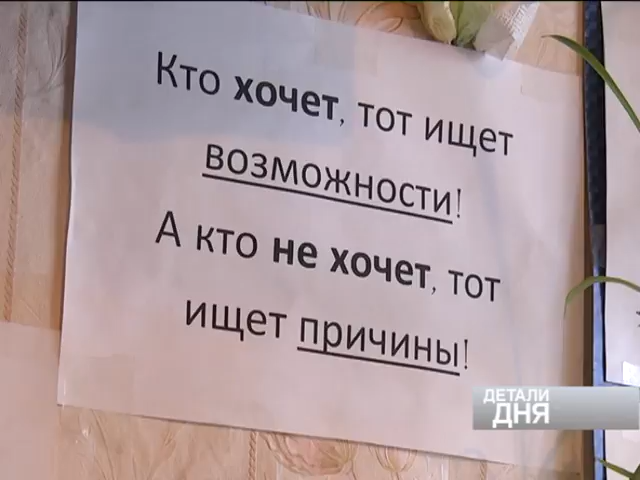 Кто хочет, тот ищет
возможности!
А кто не хочет, тот
ищет причины!
ДЕТАЛИ
ДНЯ